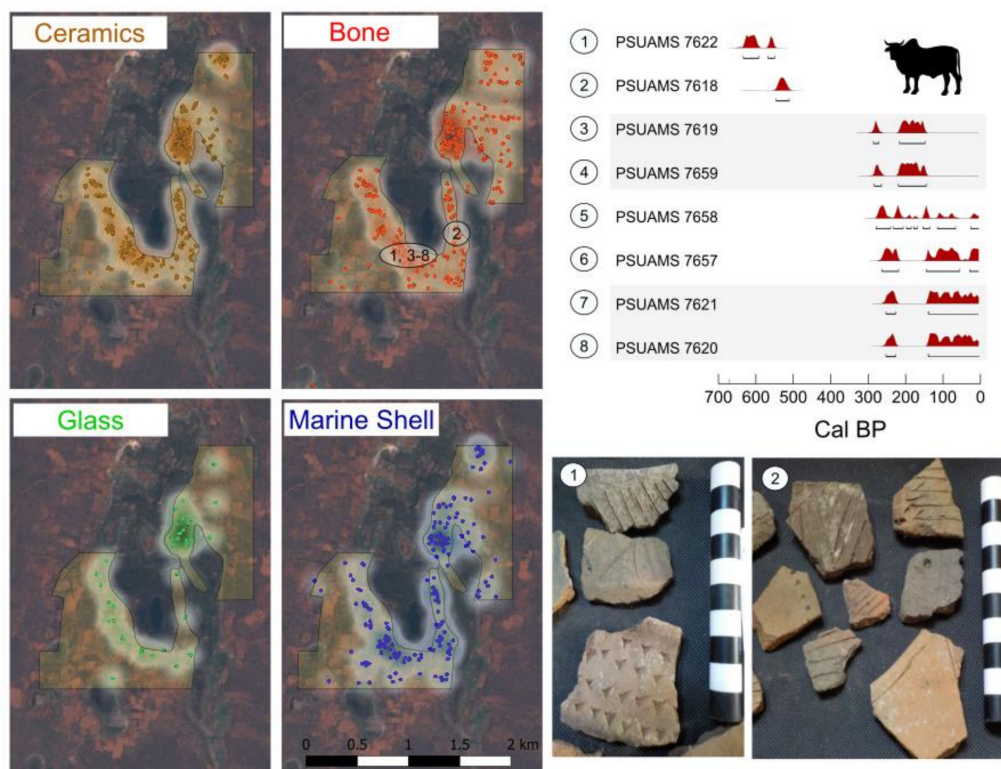 Ceramics
Bone
2
1, 3-8
Glass
Marine Shell
0 0.5 1 1.5 2 km
1 PSUAMS 7622
2 PSUAMS 7618
3 PSUAMS 7619
4 PSUAMS 7659
5 PSUAMS 7658
6 PSUAMS 7657
7 PSUAMS 7621
8 PSUAMS 7620
700 600 500 400 300 200 100 0
Cal BP
1
2